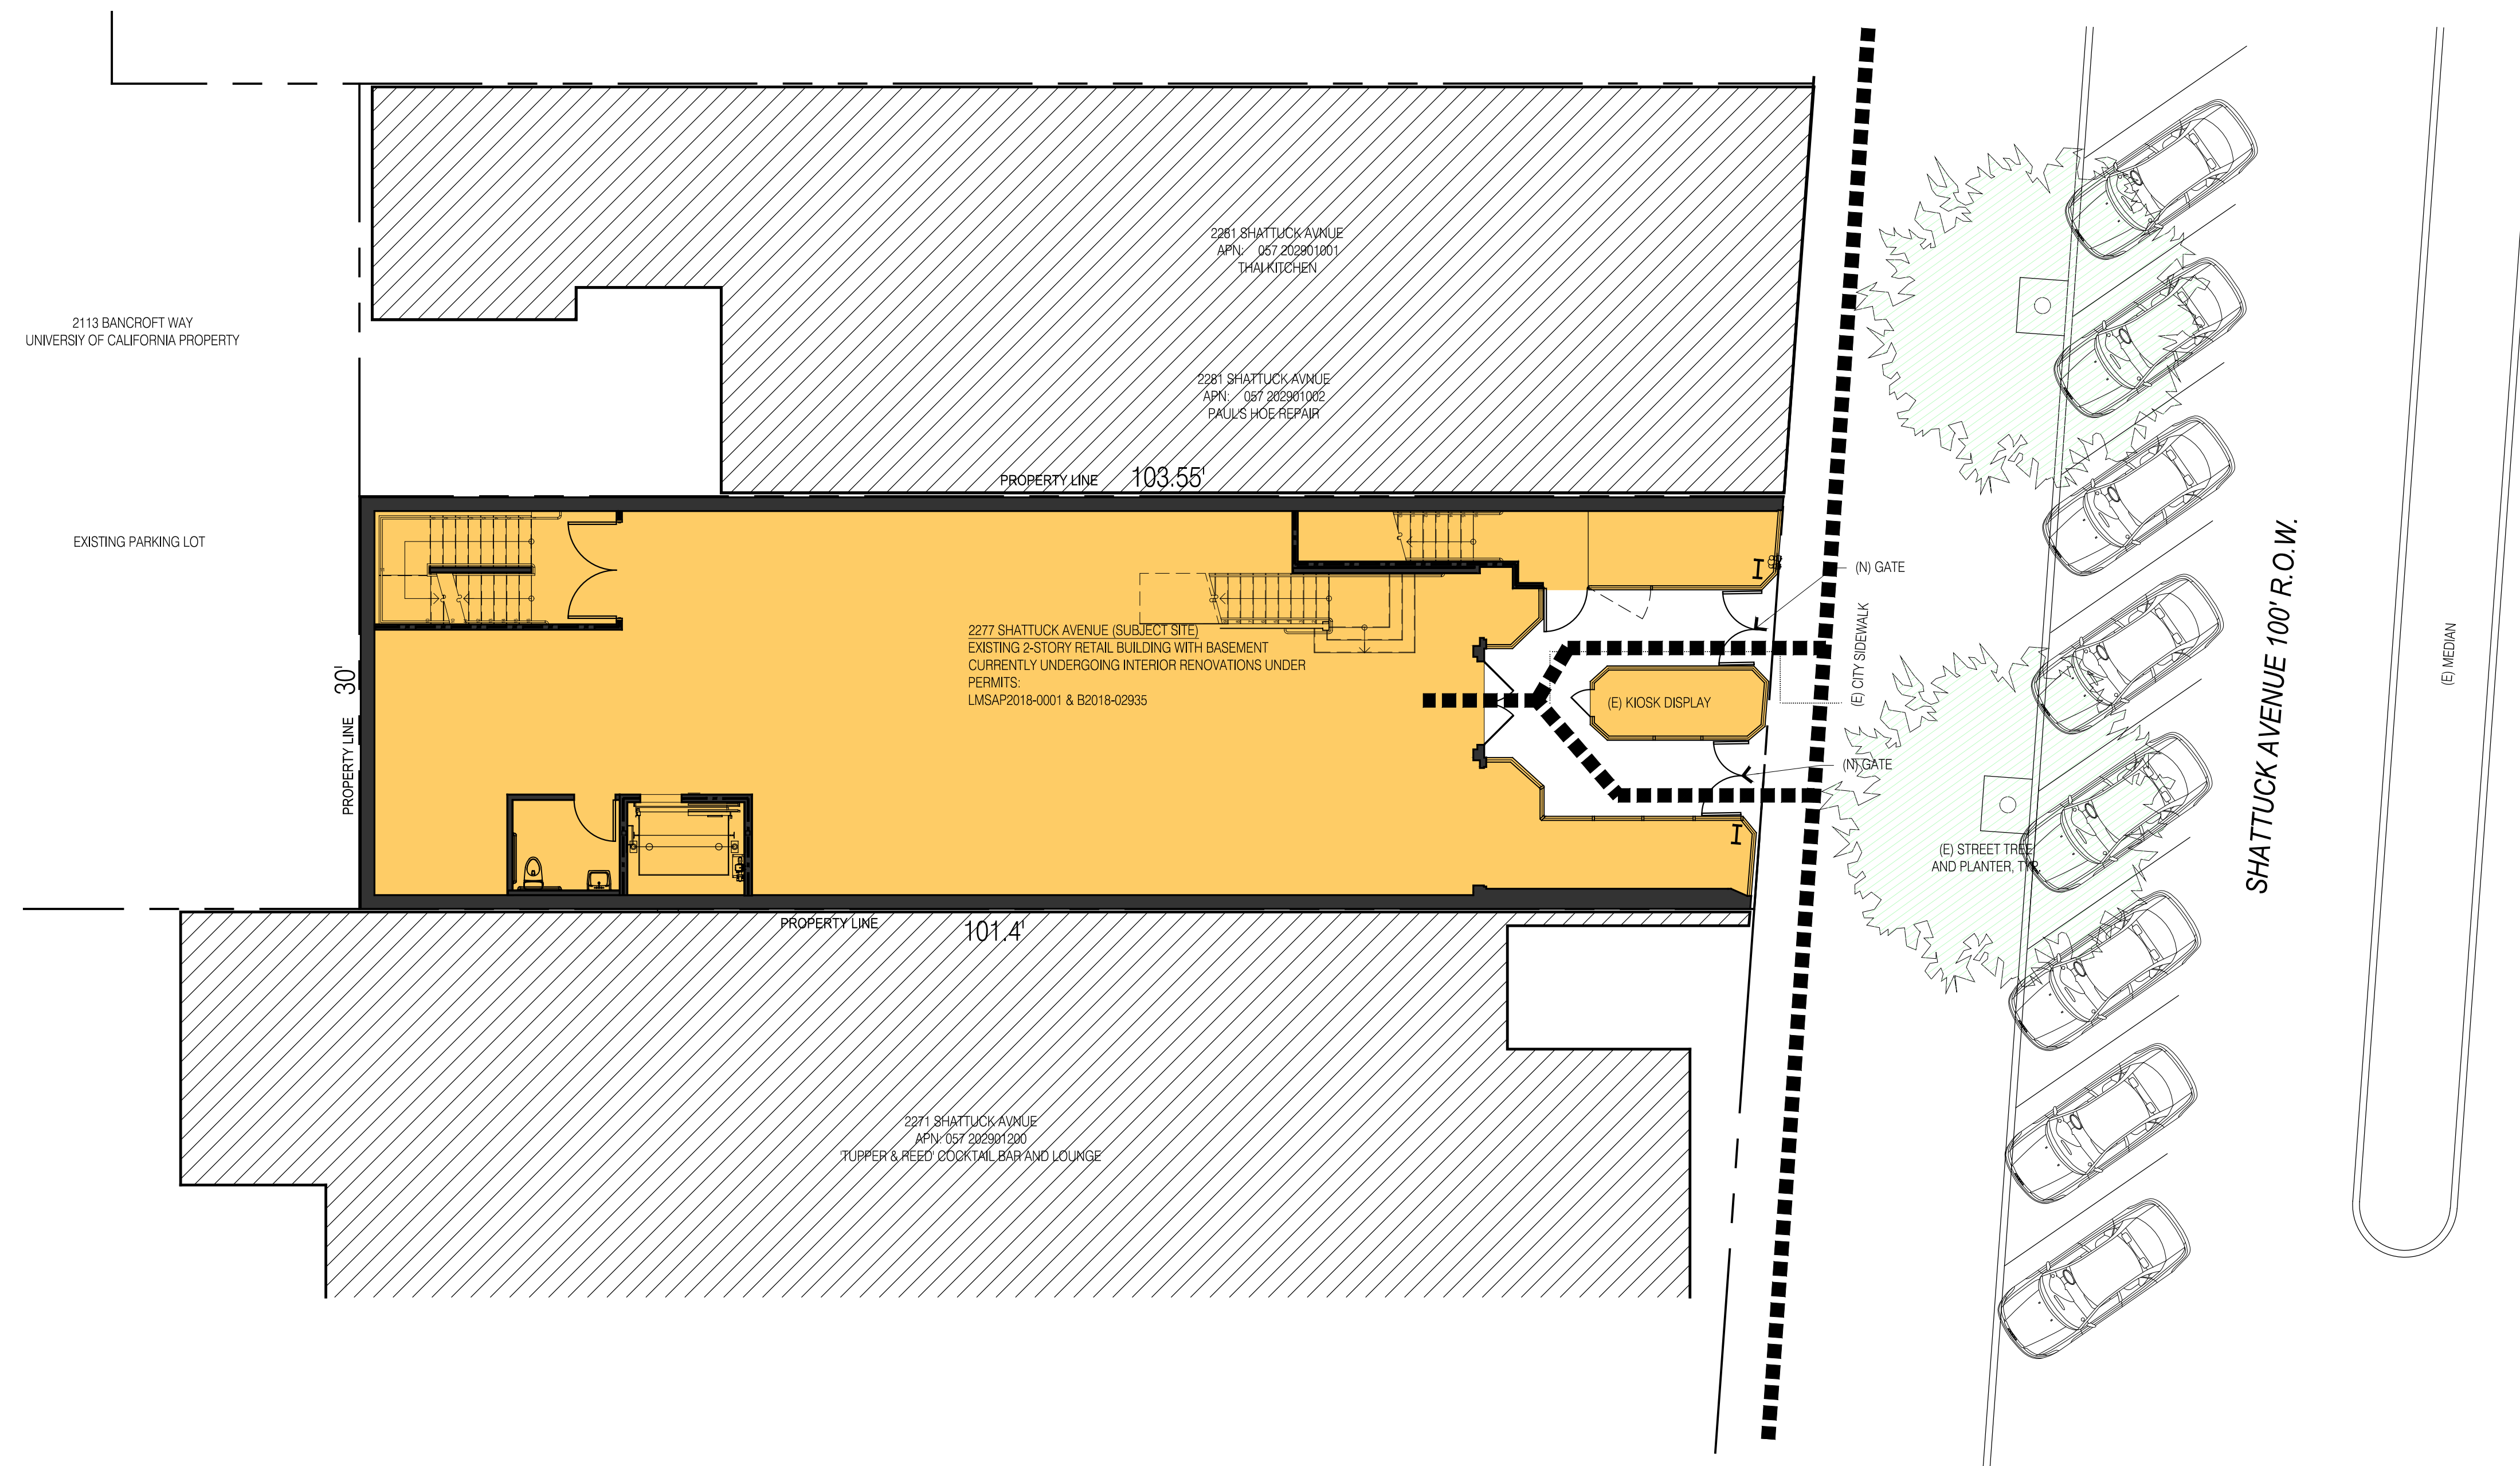 2281 SHATTUCK AVNUE
APN: 057 202901001
THAI KITCHEN
2113 BANCROFT WAY
UNIVERSIY OF CALIFORNIA PROPERTY
2281 SHATTUCK AVNUE
APN: 057 202901002
PAUL'S HOE REPAIR
PROPERTY LINE 103.55'
EXISTING PARKING LOT
(N) GATE
2277 SHATTUCK AVENUE (SUBJECT SITE)
EXISTING 2-STORY RETAIL BUILDING WITH BASEMENT
CURRENTLY UNDERGOING INTERIOR RENOVATIONS UNDER
PERMITS:
LMSAP2018-0001 & B2018-02935
(E) KIOSK DISPLAY
(E) CITY SIDEWALK
(N) GATE
PROPERTY LINE 30'
(E) STREET TREE
AND PLANTER, TYP.
SHATTUCK AVENUE 100' R.O.W.
(E) MEDIAN
PROPERTY LINE 101.4'
2271 SHATTUCK AVNUE
APN: 057 202901200
'TUPPER & REED' COCKTAIL BAR AND LOUNGE